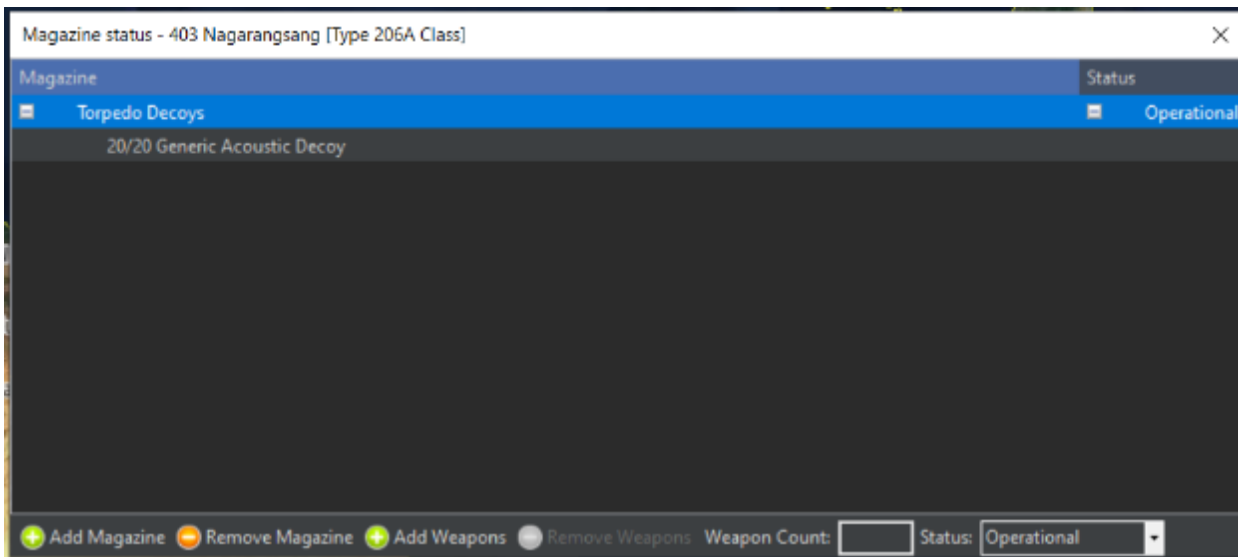 Magazine status - 403 Nagarangsang [Type 206A Class]
Magazine Status
Torpedo Decoys Operational
20/20 Generic Acoustic Decoy
Add Magazine Remove Magazine Add Weapons Remove Weapons Weapon Count: Status: Operational